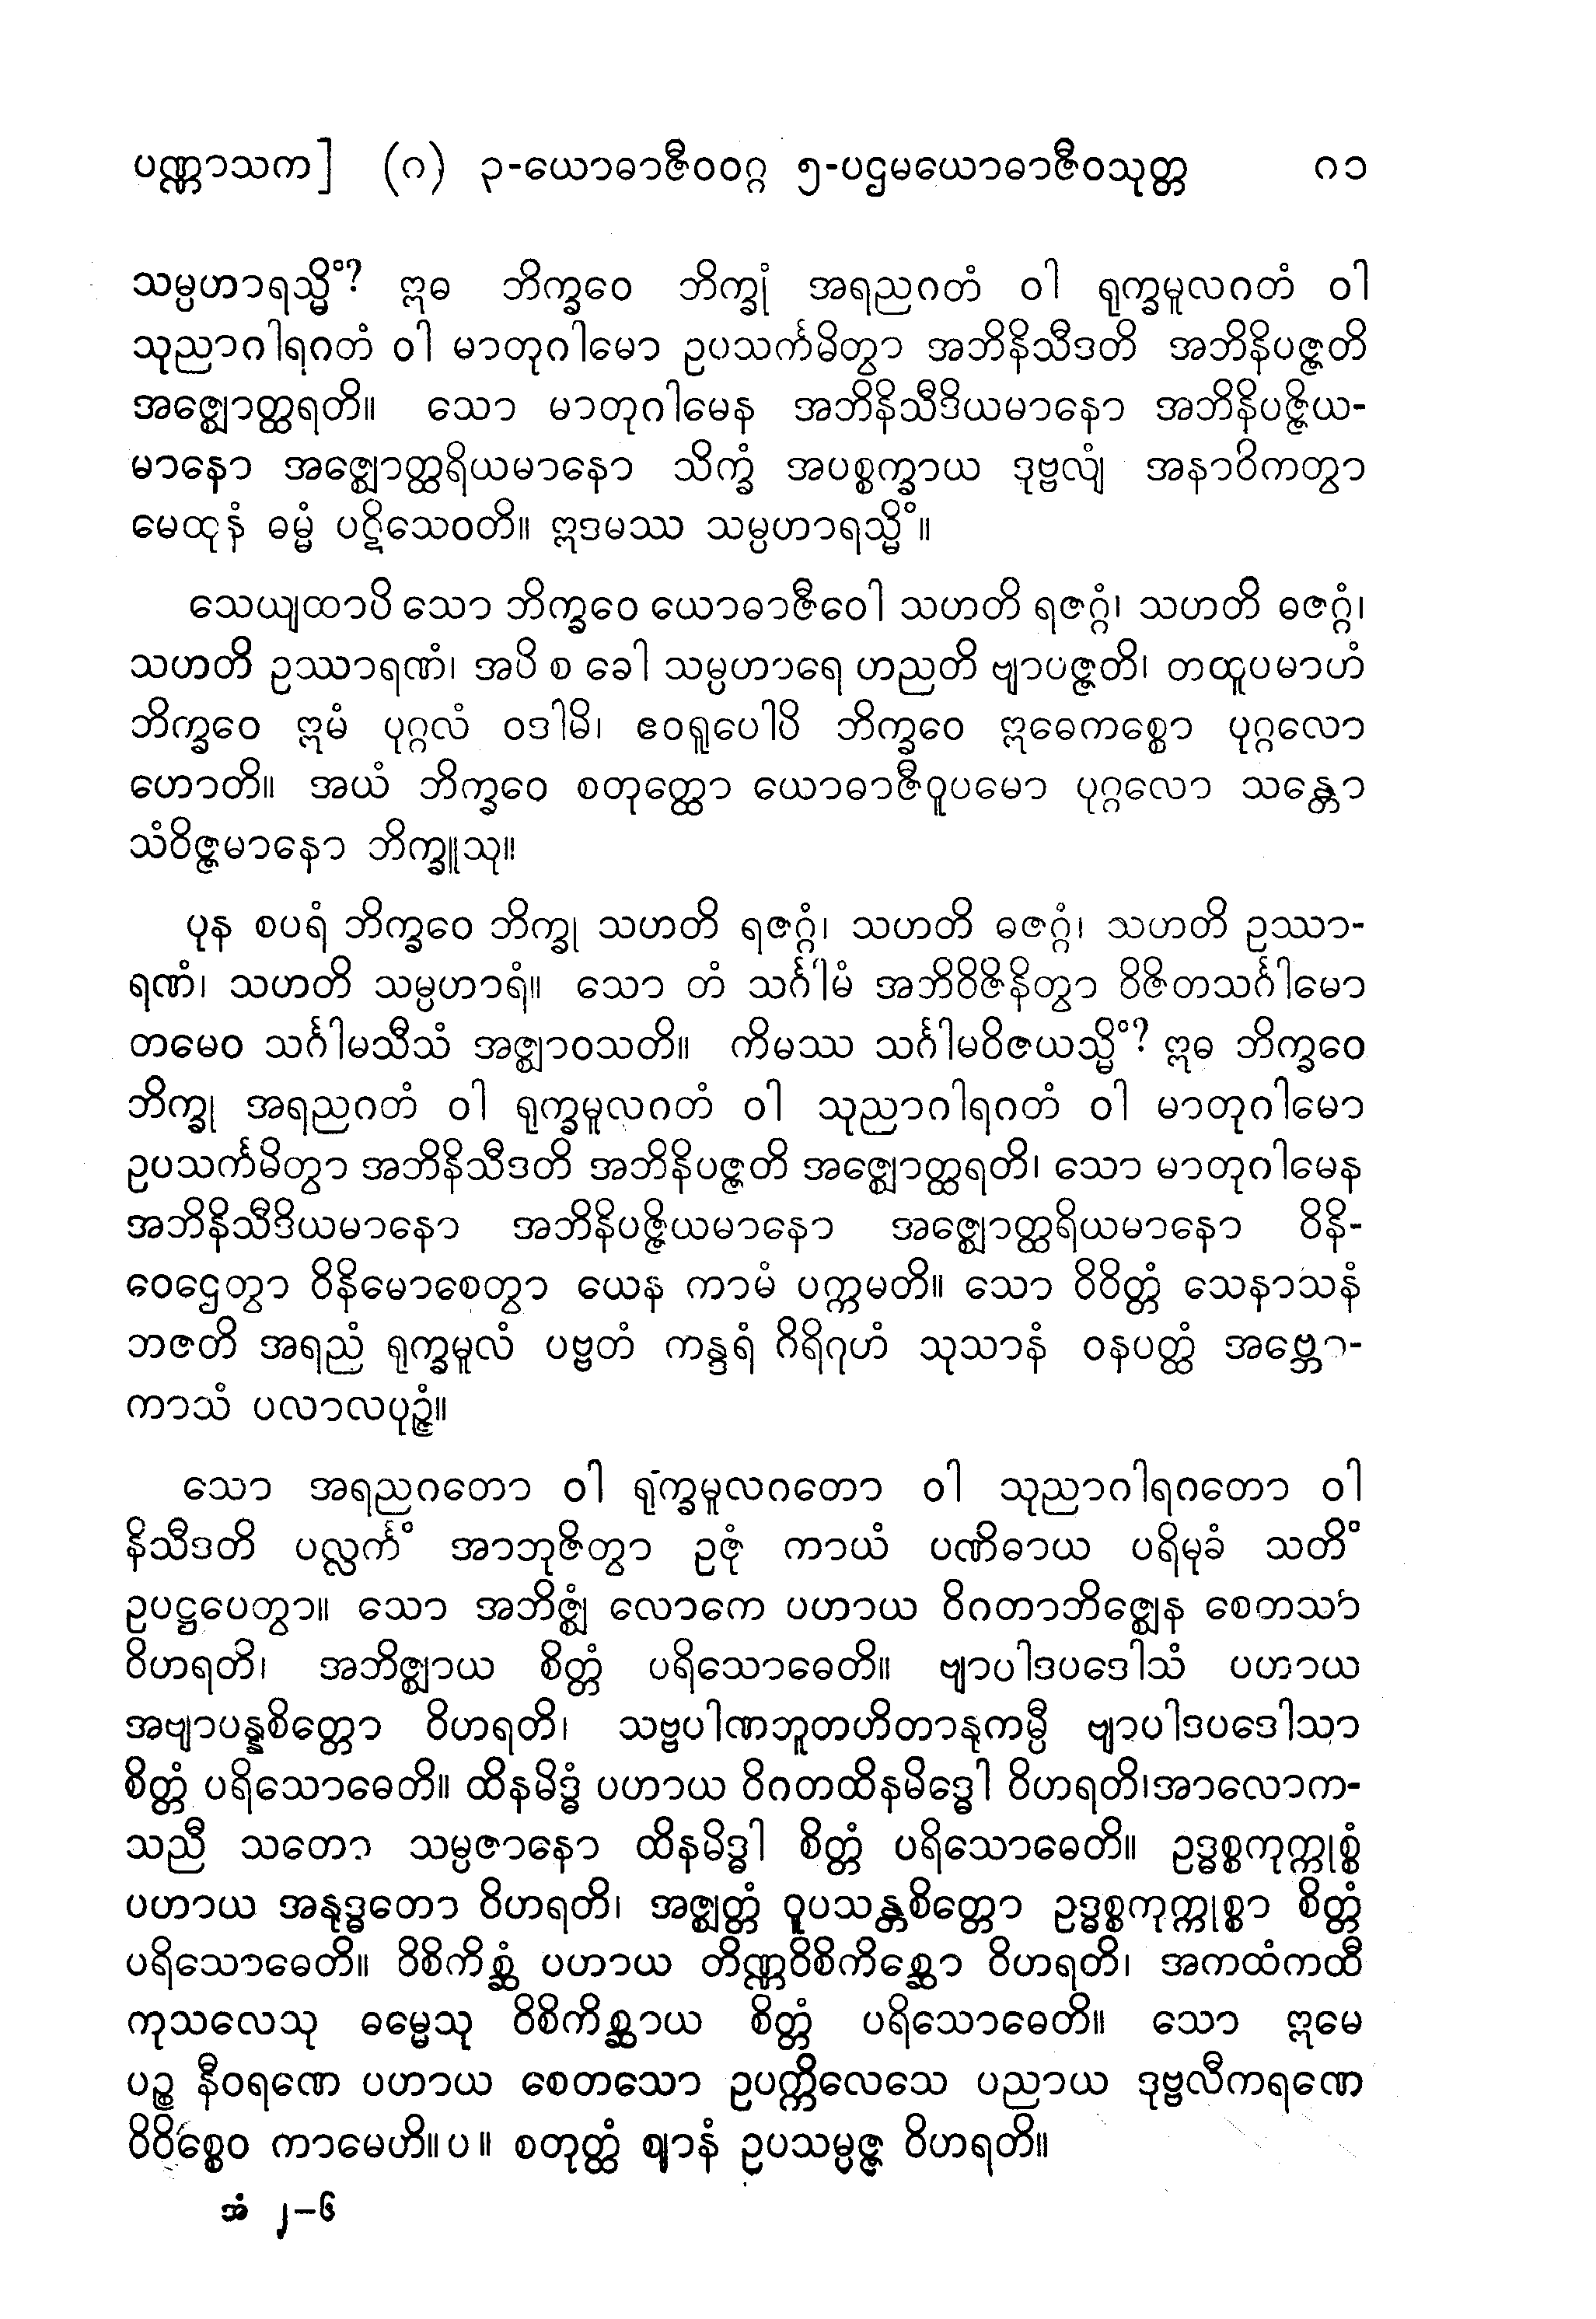 ပဏ္ဏာသက] (၈) ၃-ယောဓာဇီဝဝဂ္ဂ ၅-ပဌမယောဓာဇီဝသုတ္တ ၈၁
သမ္ပဟာရသ္မိံ? ဣဓ ဘိက္ခဝေ ဘိက္ခုံ အရညဂတံ ဝါ ရုက္ခမူလဂတံ ဝါ
သုညာဂါရဂတံ ဝါ မာတုဂါမော ဥပသင်္ကမိတွာ အဘိနိသီဒတိ အဘိနိပဇ္ဇတိ
အဇ္ဈောတ္ထရတိ။ သော မာတုဂါမေန အဘိနိသီဒိယမာနော အဘိနိပဇ္ဇိယ-
မာနော အဇ္ဈောတ္ထရိယမာနော သိက္ခံ အပစ္စက္ခာယ ဒုဗ္ဗလျံ အနာဝိကတွာ
မေထုနံ ဓမ္မံ ပဋိသေဝတိ။ ဣဒမဿ သမ္ပဟာရသ္မိံ။
သေယျထာပိ သော ဘိက္ခဝေ ယောဓာဇီဝေါ သဟတိ ရဇဂ္ဂံ၊ သဟတိ ဓဇဂ္ဂံ၊
သဟတိ ဥဿာရဏံ၊ အပိ စ ခေါ သမ္ပဟာရေ ဟညတိ ဗျာပဇ္ဇတိ၊ တထူပမာဟံ
ဘိက္ခဝေ ဣမံ ပုဂ္ဂလံ ဝဒါမိ၊ ဧဝရူပေါပိ ဘိက္ခဝေ ဣဓေကစ္စော ပုဂ္ဂလော
ဟောတိ။ အယံ ဘိက္ခဝေ စတုတ္ထော ယောဓာဇီဝူပမော ပုဂ္ဂလော သန္တော
သံဝိဇ္ဇမာနော ဘိက္ခူသု။
ပုန စပရံ ဘိက္ခဝေ ဘိက္ခု သဟတိ ရဇဂ္ဂံ၊ သဟတိ ဓဇဂ္ဂံ၊ သဟတိ ဥဿာ-
ရဏံ၊ သဟတိ သမ္ပဟာရံ။ သော တံ သင်္ဂါမံ အဘိဝိဇိနိတွာ ဝိဇိတသင်္ဂါမော
တမေဝ သင်္ဂါမသီသံ အဇ္ဈာဝသတိ။ ကိမဿ သင်္ဂါမဝိဇယသ္မိံ? ဣဓ ဘိက္ခဝေ
ဘိက္ခု အရညဂတံ ဝါ ရုက္ခမူလဂတံ ဝါ သုညာဂါရဂတံ ဝါ မာတုဂါမော
ဥပသင်္ကမိတွာ အဘိနိသီဒတိ အဘိနိပဇ္ဇတိ အဇ္ဈောတ္ထရတိ၊ သော မာတုဂါမေန
အဘိနိသီဒိယမာနော အဘိနိပဇ္ဇိယမာနော အဇ္ဈောတ္ထရိယမာနော ဝိနိ-
ဝေဌေတွာ ဝိနိမောစေတွာ ယေန ကာမံ ပက္ကမတိ။ သော ဝိဝိတ္တံ သေနာသနံ
ဘဇတိ အရညံ ရုက္ခမူလံ ပဗ္ဗတံ ကန္ဒရံ ဂိရိဂုဟံ သုသာနံ ဝနပတ္ထံ အဗ္ဘော-
ကာသံ ပလာလပုဉ္ဇံ။
သော အရညဂတော ဝါ ရုက္ခမူလဂတော ဝါ သုညာဂါရဂတော ဝါ
နိသီဒတိ ပလ္လင်္ကံ အာဘုဇိတွာ ဥဇုံ ကာယံ ပဏိဓာယ ပရိမုခံ သတိံ
ဥပဋ္ဌပေတွာ။ သော အဘိဇ္ဈံ လောကေ ပဟာယ ဝိဂတာဘိဇ္ဈေန စေတသာ
ဝိဟရတိ၊ အဘိဇ္ဈာယ စိတ္တံ ပရိသောဓေတိ။ ဗျာပါဒပဒေါသံ ပဟာယ
အဗျာပန္နစိတ္တော ဝိဟရတိ၊ သဗ္ဗပါဏဘူတဟိတာနုကမ္ပီ ဗျာပါဒပဒေါသာ
စိတ္တံ ပရိသောဓေတိ။ ထိနမိဒ္ဓံ ပဟာယ ဝိဂတထိနမိဒ္ဓေါ ဝိဟရတိ၊အာလောက-
သညီ သတော သမ္ပဇာနော ထိနမိဒ္ဓါ စိတ္တံ ပရိသောဓေတိ။ ဥဒ္ဓစ္စကုက္ကုစ္စံ
ပဟာယ အနုဒ္ဓတော ဝိဟရတိ၊ အဇ္ဈတ္တံ ဝူပသန္တစိတ္တော ဥဒ္ဓစ္စကုက္ကုစ္စာ စိတ္တံ
ပရိသောဓေတိ။ ဝိစိကိစ္ဆံ ပဟာယ တိဏ္ဏဝိစိကိစ္ဆော ဝိဟရတိ၊ အကထံကထီ
ကုသလေသု ဓမ္မေသု ဝိစိကိစ္ဆာယ စိတ္တံ ပရိသောဓေတိ။ သော ဣမေ
ပဉ္စ နီဝရဏေ ပဟာယ စေတသော ဥပက္ကိလေသေ ပညာယ ဒုဗ္ဗလီကရဏေ
ဝိဝိစ္စေဝ ကာမေဟိ။ပ။ စတုတ္ထံ ဈာနံ ဥပသမ္ပဇ္ဇ ဝိဟရတိ။
အံ ၂−၆